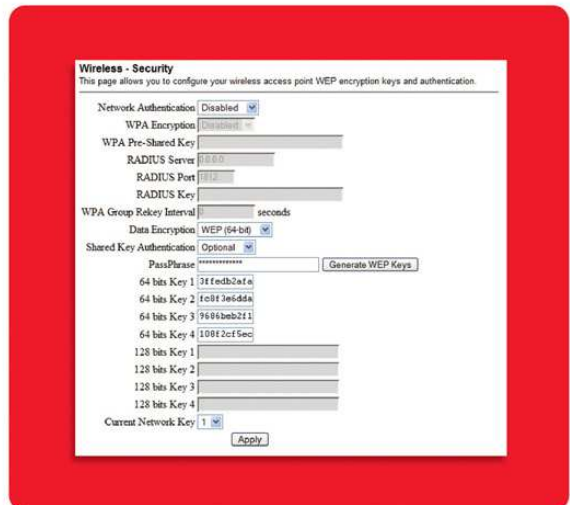 Wireless - Security
This page allows you to configure your wireless access point WEP encryption keys and authentication.
Network Authentication Disabled
WPA Encryption Disabled
WPA Pre-Shared Key
RADIUS Server 0.0.0.0
RADIUS Port 1812
RADIUS Key
WPA Group Rekey Interval 0 seconds
Data Encryption WEP (64-bit)
Shared Key Authentication Optional
PassPhrase ************* Generate WEP Keys
64 bits Key 1 3ffedb2afa
64 bits Key 2 fc8f3e6dda
64 bits Key 3 9686beb2f1
64 bits Key 4 108f2cf5ec
128 bits Key 1
128 bits Key 2
128 bits Key 3
128 bits Key 4
Current Network Key 1
Apply